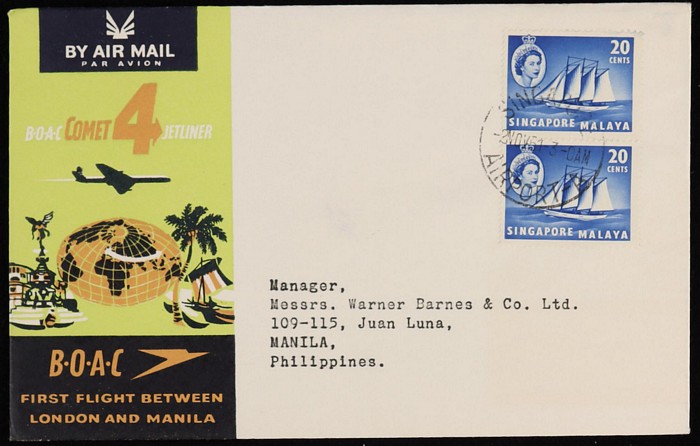 BY AIR MAIL
PAR AVION
B·O·A·C COMET 4 JETLINER
B·O·A·C
FIRST FLIGHT BETWEEN
LONDON AND MANILA
20
CENTS
SINGAPORE MALAYA
20
CENTS
SINGAPORE MALAYA
AIRPORT
Manager,
Messrs. Warner Barnes & Co. Ltd.
109-115, Juan Luna,
MANILA,
Philippines.